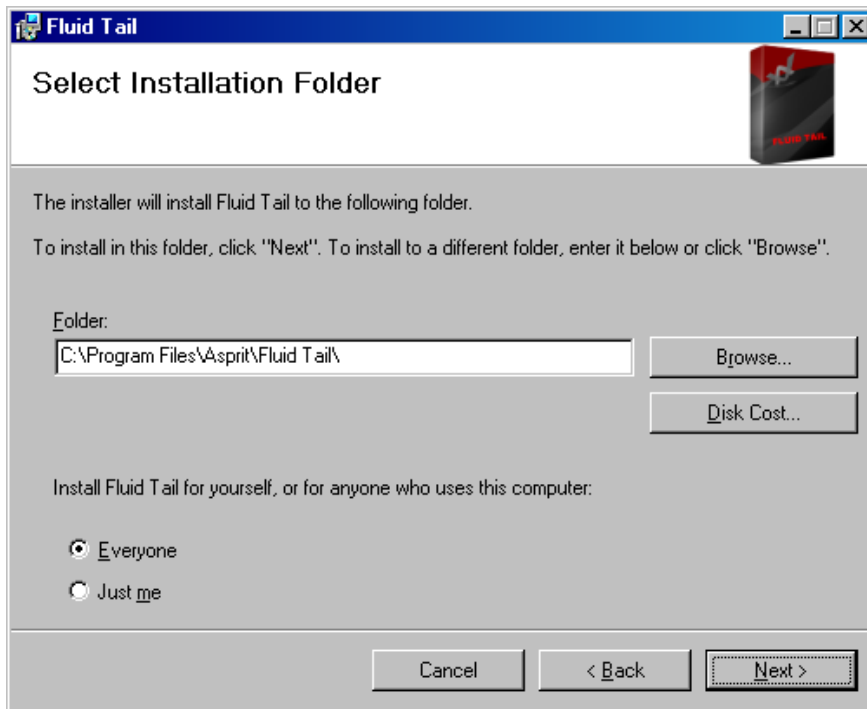 Fluid Tail
Select Installation Folder
FLUID TAIL
The installer will install Fluid Tail to the following folder.
To install in this folder, click "Next". To install to a different folder, enter it below or click "Browse".
Folder:
C:\Program Files\Asprit\Fluid Tail\
Browse...
Disk Cost...
Install Fluid Tail for yourself, or for anyone who uses this computer:
Everyone
Just me
Cancel
< Back
Next >